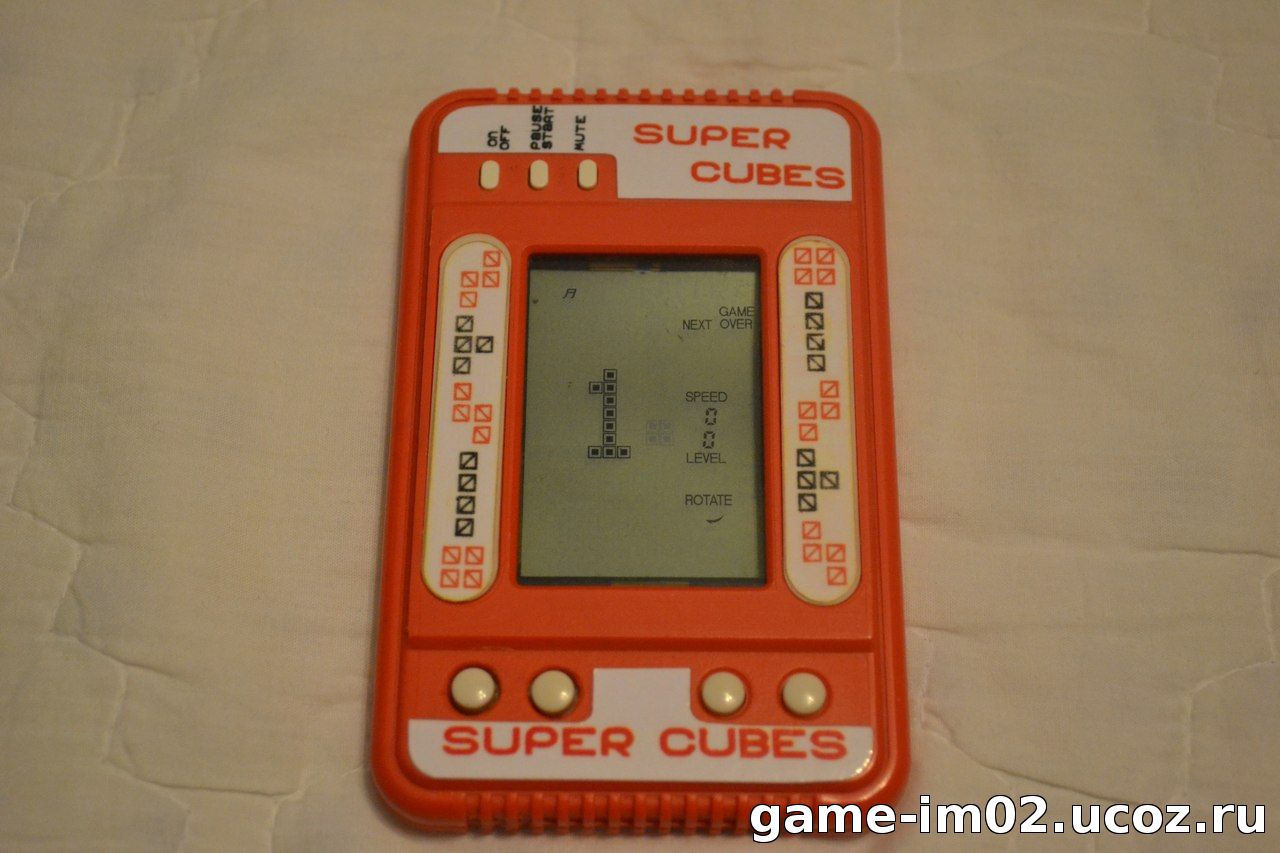 on
OFF
PAUSE
START
MUTE
SUPER
CUBES
GAME
NEXT OVER
SPEED
0
0
LEVEL
ROTATE
SUPER CUBES
game-im02.ucoz.ru